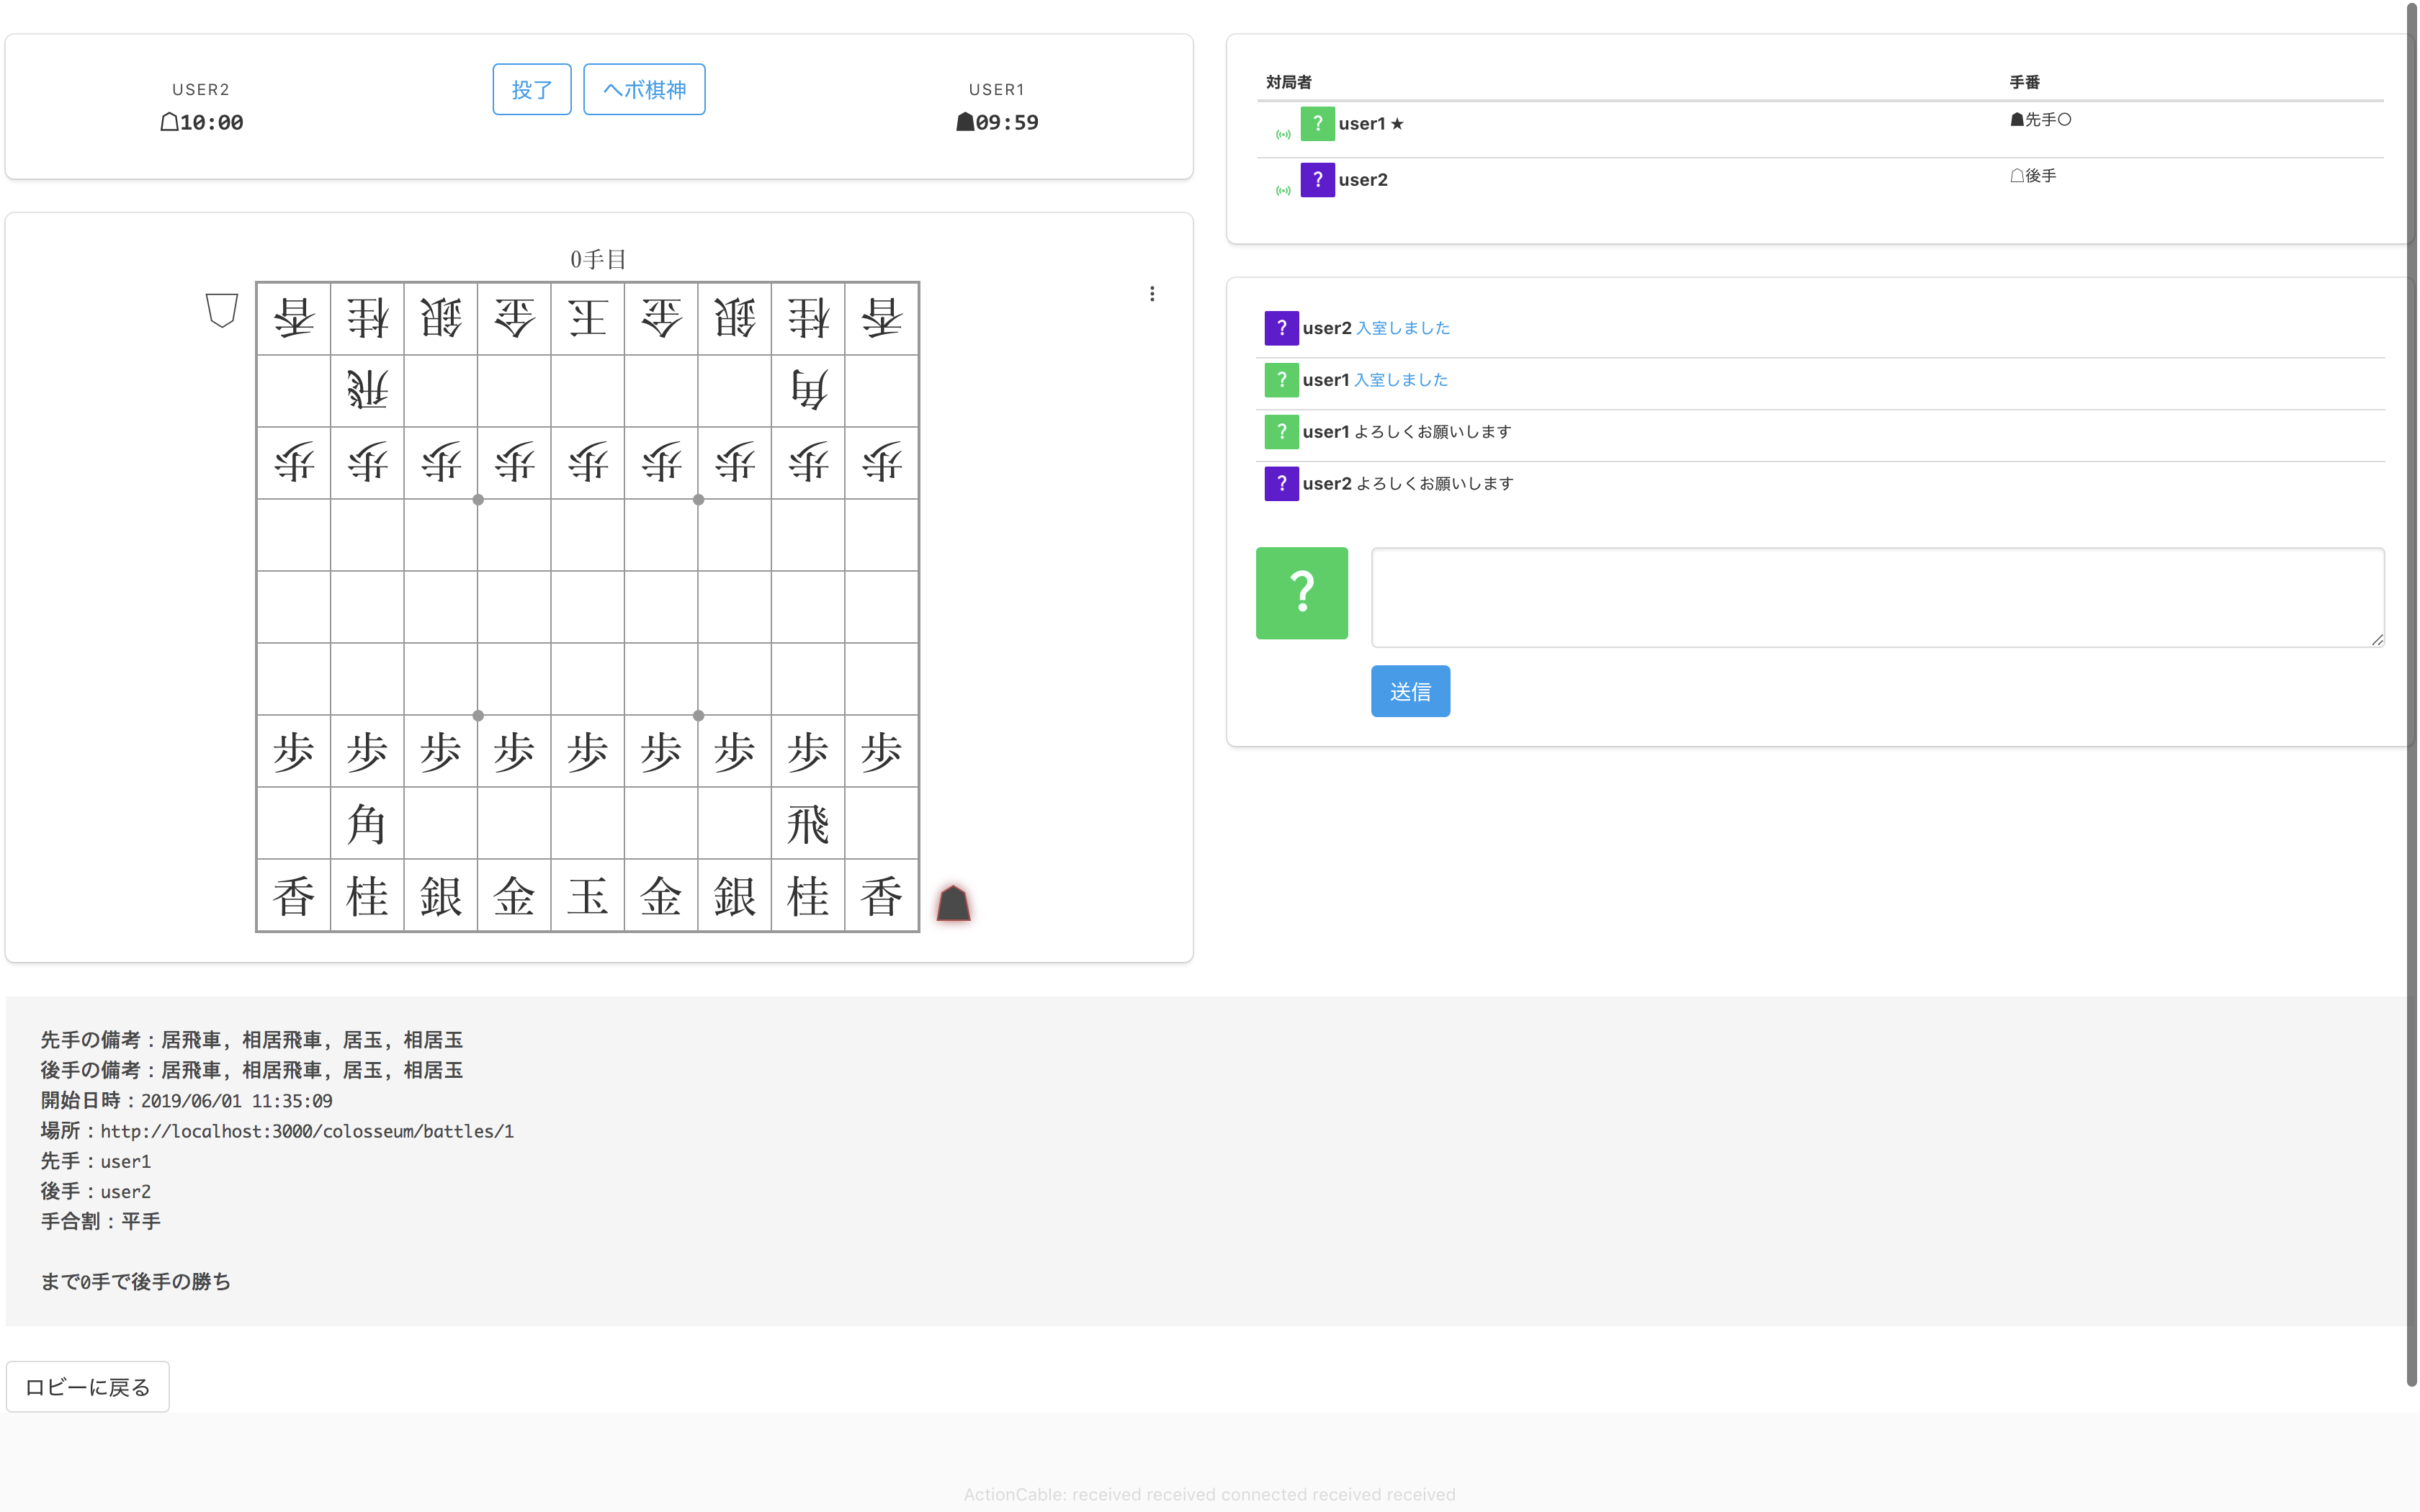 USER2
☖10:00
投了
ヘボ棋神
USER1
☗09:59
0手目
香桂銀金王金銀桂香
飛角
歩歩歩歩歩歩歩歩歩
歩歩歩歩歩歩歩歩歩
角飛
香桂銀金玉金銀桂香
対局者 手番
? user1 ★ ☗先手○
? user2 ☖後手
? user2 入室しました
? user1 入室しました
? user1 よろしくお願いします
? user2 よろしくお願いします
?
送信
先手の備考：居飛車, 相居飛車, 居玉, 相居玉
後手の備考：居飛車, 相居飛車, 居玉, 相居玉
開始日時：2019/06/01 11:35:09
場所：http://localhost:3000/colosseum/battles/1
先手：user1
後手：user2
手合割：平手
まで0手で後手の勝ち
ロビーに戻る
ActionCable: received received connected received received